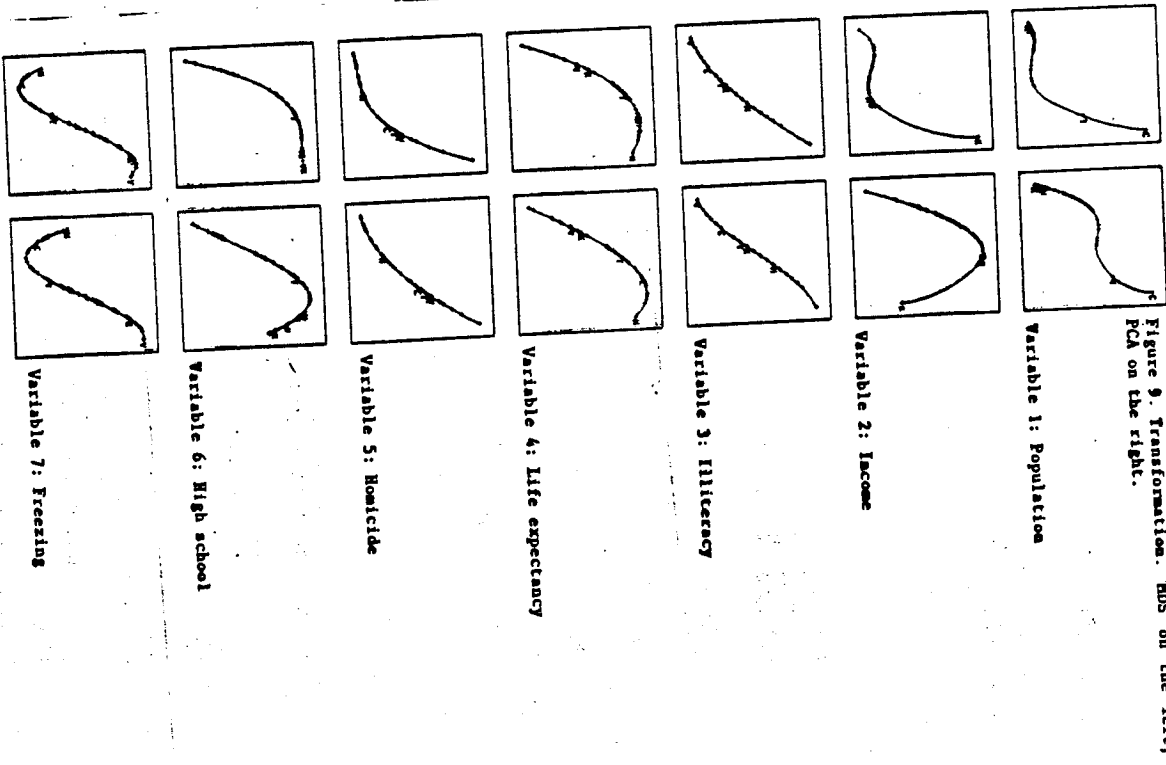 Figure 9. Transformation. MDS on the left,
PCA on the right.
Variable 1: Population
Variable 2: Income
Variable 3: Illiteracy
Variable 4: Life expectancy
Variable 5: Homicide
Variable 6: High school
Variable 7: Freezing